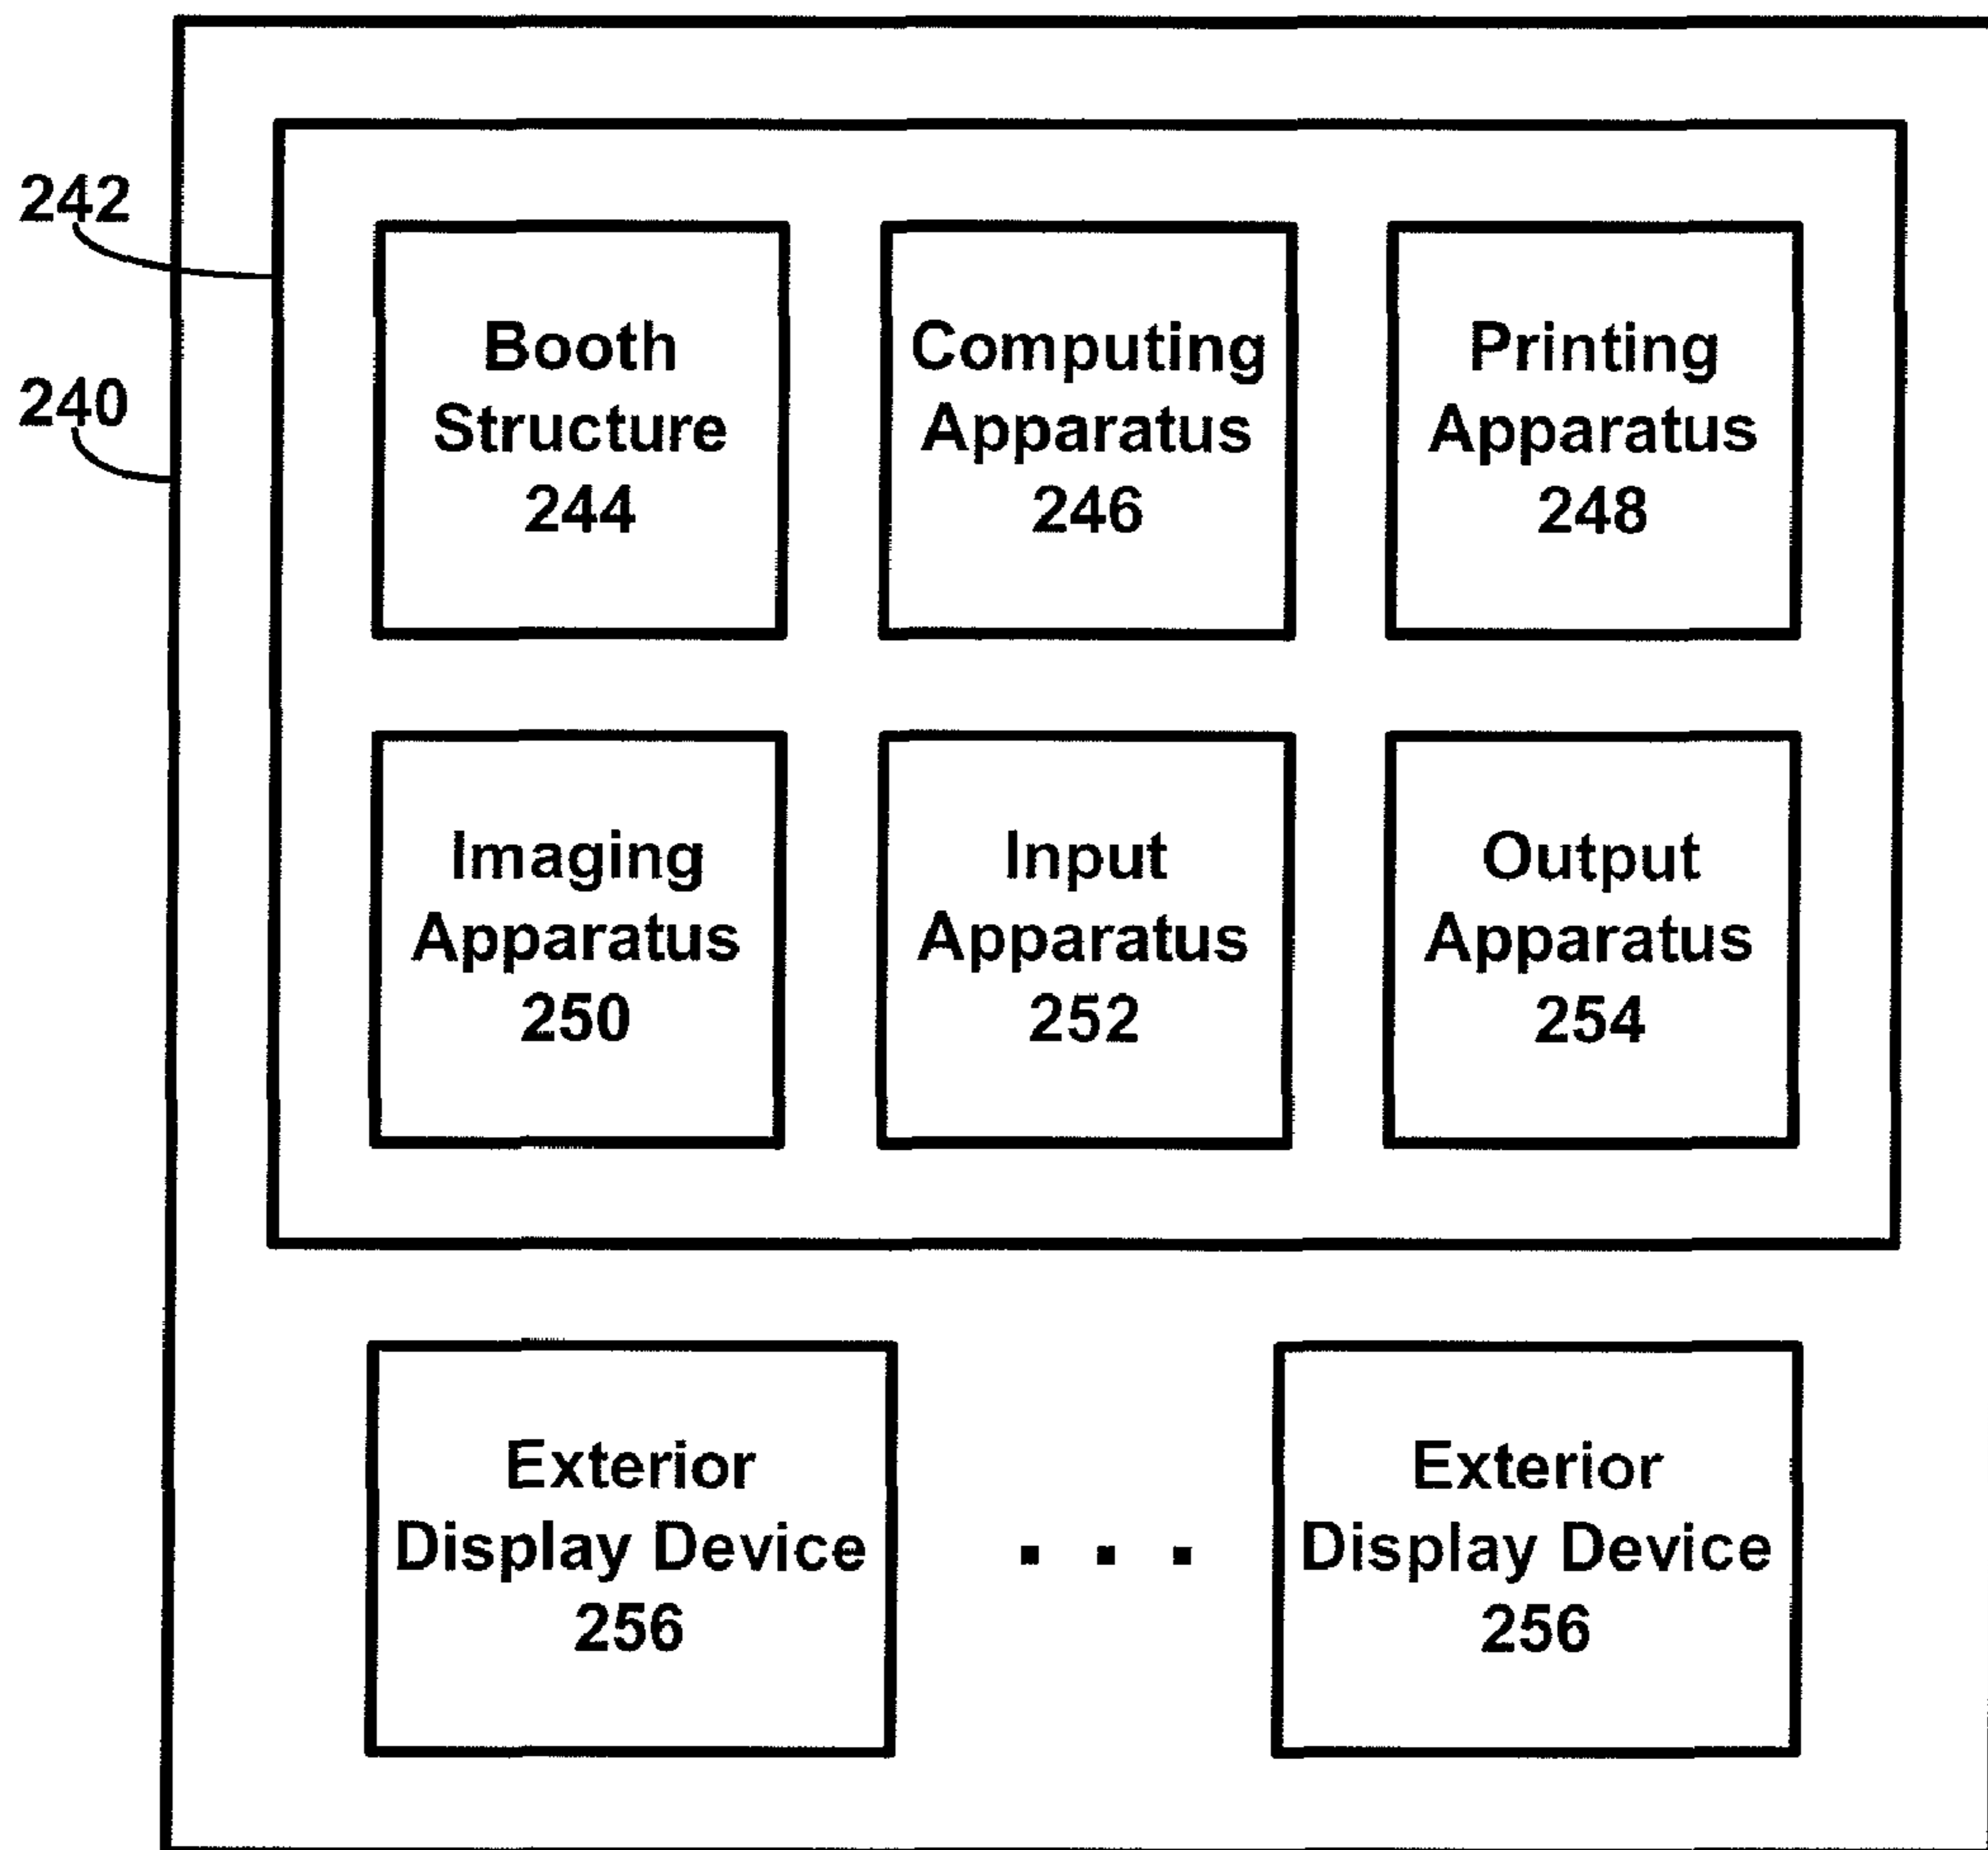 242
240
Booth
Structure
244
Computing
Apparatus
246
Printing
Apparatus
248
Imaging
Apparatus
250
Input
Apparatus
252
Output
Apparatus
254
Exterior
Display Device
256
. . .
Exterior
Display Device
256